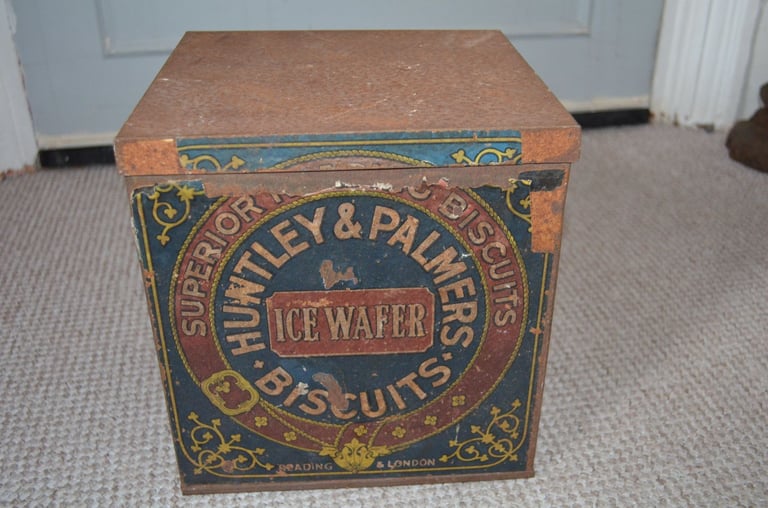 SUPERIOR BISCUITS
HUNTLEY & PALMERS
ICE WAFER
BISCUITS
READING & LONDON